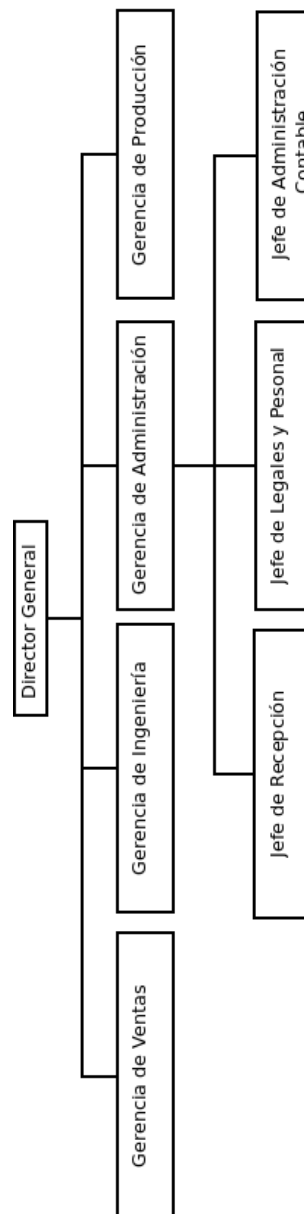 Director General
Gerencia de Ventas
Gerencia de Ingeniería
Gerencia de Administración
Gerencia de Producción
Jefe de Recepción
Jefe de Legales y Pesonal
Jefe de Administración
Contable